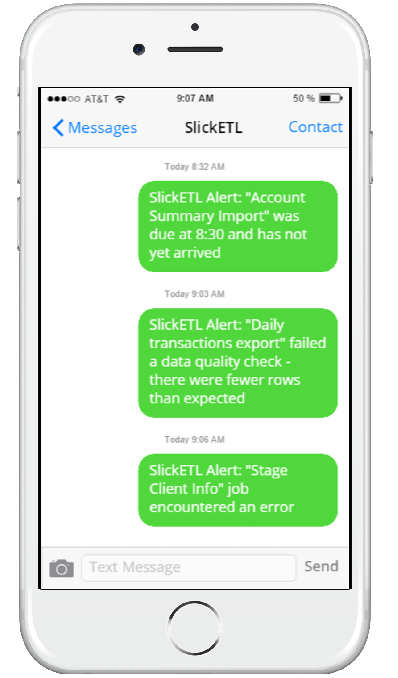 ●●●○○ AT&T 9:07 AM 50 %
Messages SlickETL Contact
Today 8:32 AM
SlickETL Alert: "Account
Summary Import" was
due at 8:30 and has not
yet arrived
Today 9:03 AM
SlickETL Alert: "Daily
transactions export" failed
a data quality check -
there were fewer rows
than expected
Today 9:06 AM
SlickETL Alert: "Stage
Client Info" job
encountered an error
Text Message Send